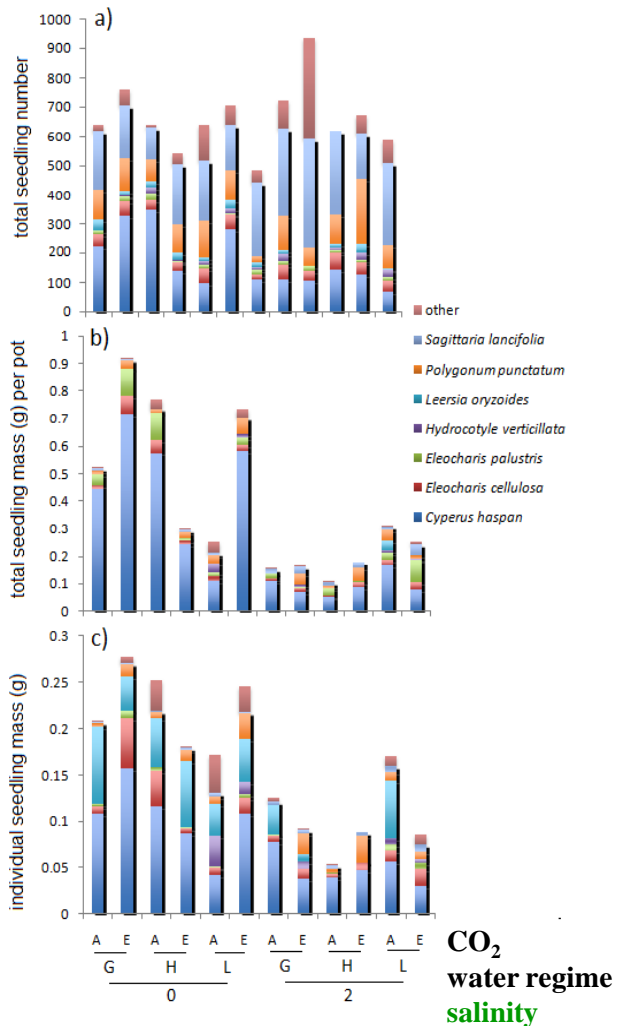 a)
total seedling number
1000
900
800
700
600
500
400
300
200
100
0
other
Sagittaria lancifolia
Polygonum punctatum
Leersia oryzoides
Hydrocotyle verticillata
Eleocharis palustris
Eleocharis cellulosa
Cyperus haspan
b)
total seedling mass (g) per pot
1
0.9
0.8
0.7
0.6
0.5
0.4
0.3
0.2
0.1
0
c)
individual seedling mass (g)
0.3
0.25
0.2
0.15
0.1
0.05
0
A E A E A E A E A E A E
G H L G H L
0 2
CO₂
water regime
salinity